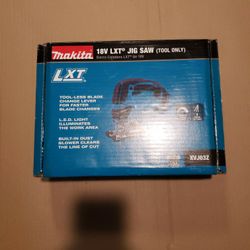 Makita
18V LXT® JIG SAW (TOOL ONLY)
LXT
TOOL-LESS BLADE
CHANGE LEVER
FOR FASTER
BLADE CHANGES
L.E.D. LIGHT
ILLUMINATES
THE WORK AREA
BUILT-IN DUST
BLOWER CLEARS
THE LINE OF CUT
XVJ03Z